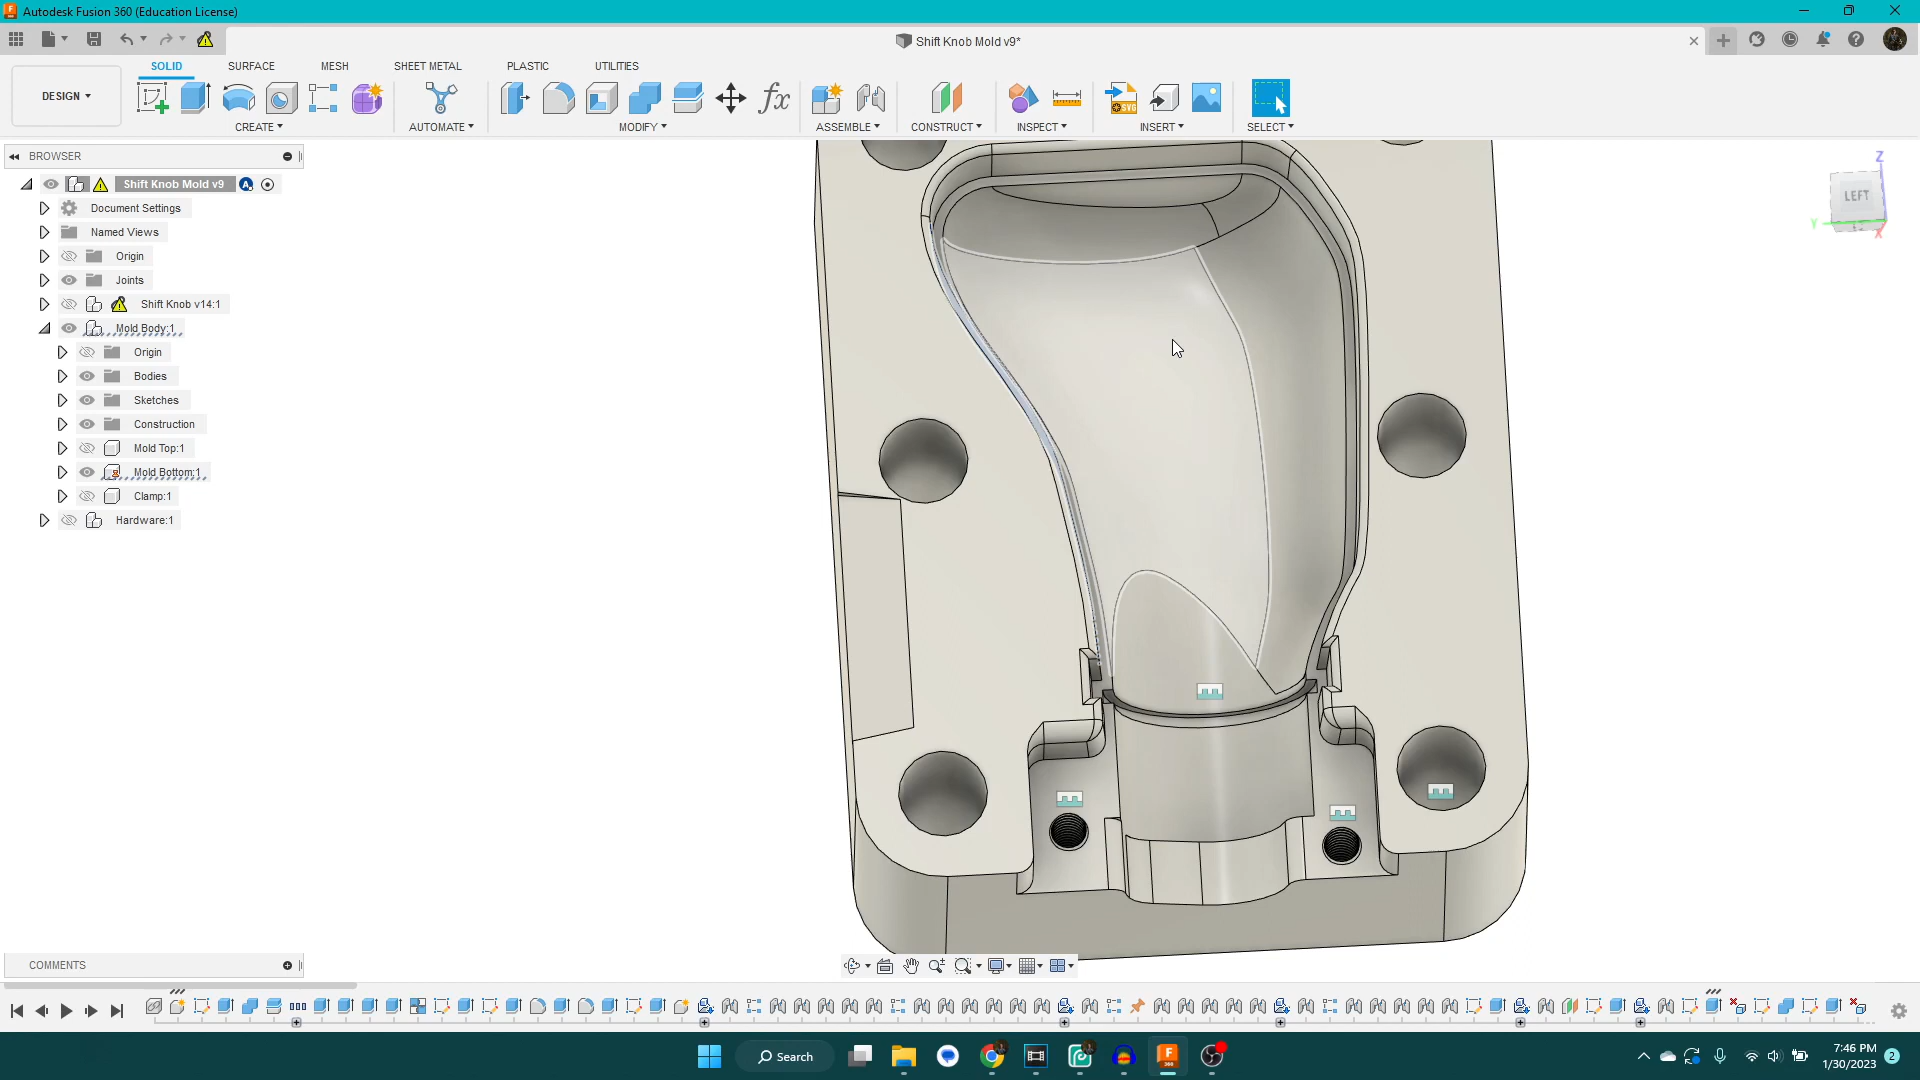 Autodesk Fusion 360 (Education License)
Shift Knob Mold v9*
SOLID
SURFACE
MESH
SHEET METAL
PLASTIC
UTILITIES
DESIGN
CREATE
AUTOMATE
MODIFY
ASSEMBLE
CONSTRUCT
INSPECT
INSERT
SELECT
BROWSER
Shift Knob Mold v9
Document Settings
Named Views
Origin
Joints
Shift Knob v14:1
Mold Body:1
Origin
Bodies
Sketches
Construction
Mold Top:1
Mold Bottom:1
Clamp:1
Hardware:1
Z
LEFT
Y
X
COMMENTS
Search
7:46 PM
1/30/2023
2